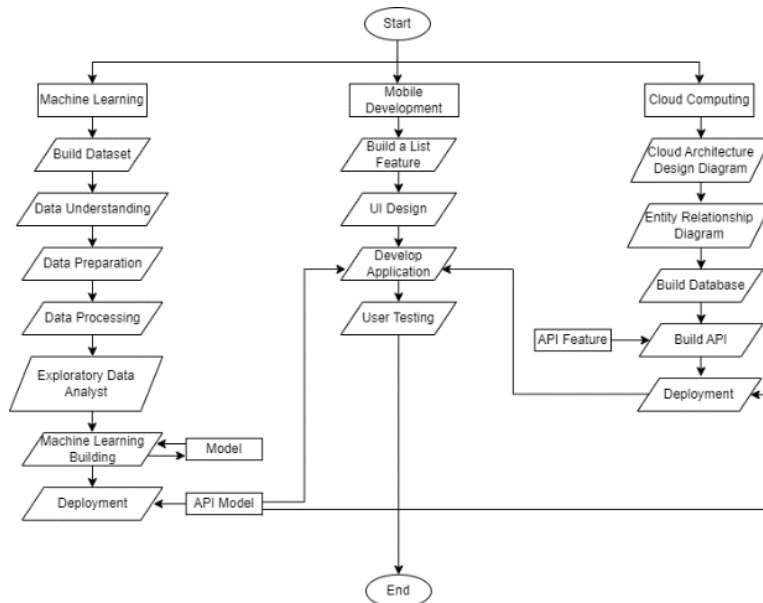 Start
Machine Learning
Mobile
Development
Cloud Computing
Build Dataset
Build a List
Feature
Cloud Architecture
Design Diagram
Data Understanding
UI Design
Entity Relationship
Diagram
Data Preparation
Develop
Application
Build Database
Data Processing
User Testing
API Feature
Build API
Exploratory Data
Analyst
Deployment
Machine Learning
Building
Model
Deployment
API Model
End